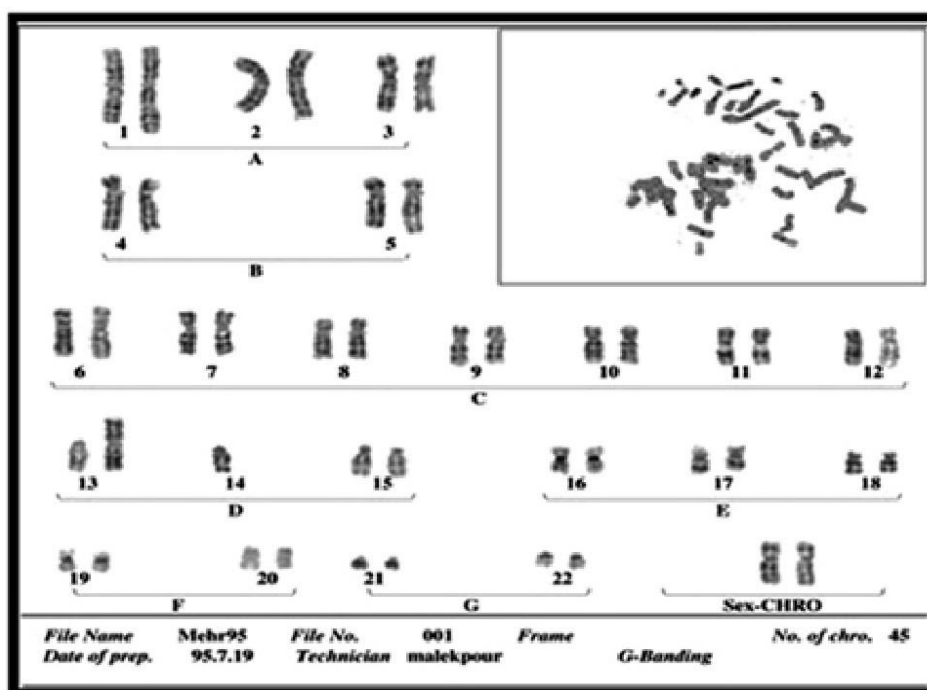 1 2 3
A
4 5
B
6 7 8 9 10 11 12
C
13 14 15 16 17 18
D E
19 20 21 22
F G Sex-CHRO
File Name Mehr95 File No. 001 Frame No. of chro. 45
Date of prep. 95.7.19 Technician malekpour G-Banding